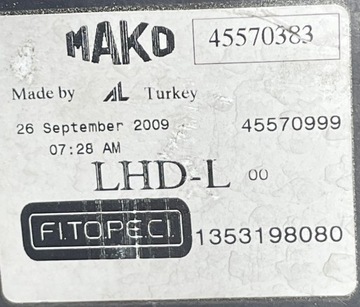 MAKO 45570383
Made by AL Turkey
26 September 2009 45570999
07:28 AM
LHD-L 00
FI.TO.PE.CI. 1353198080